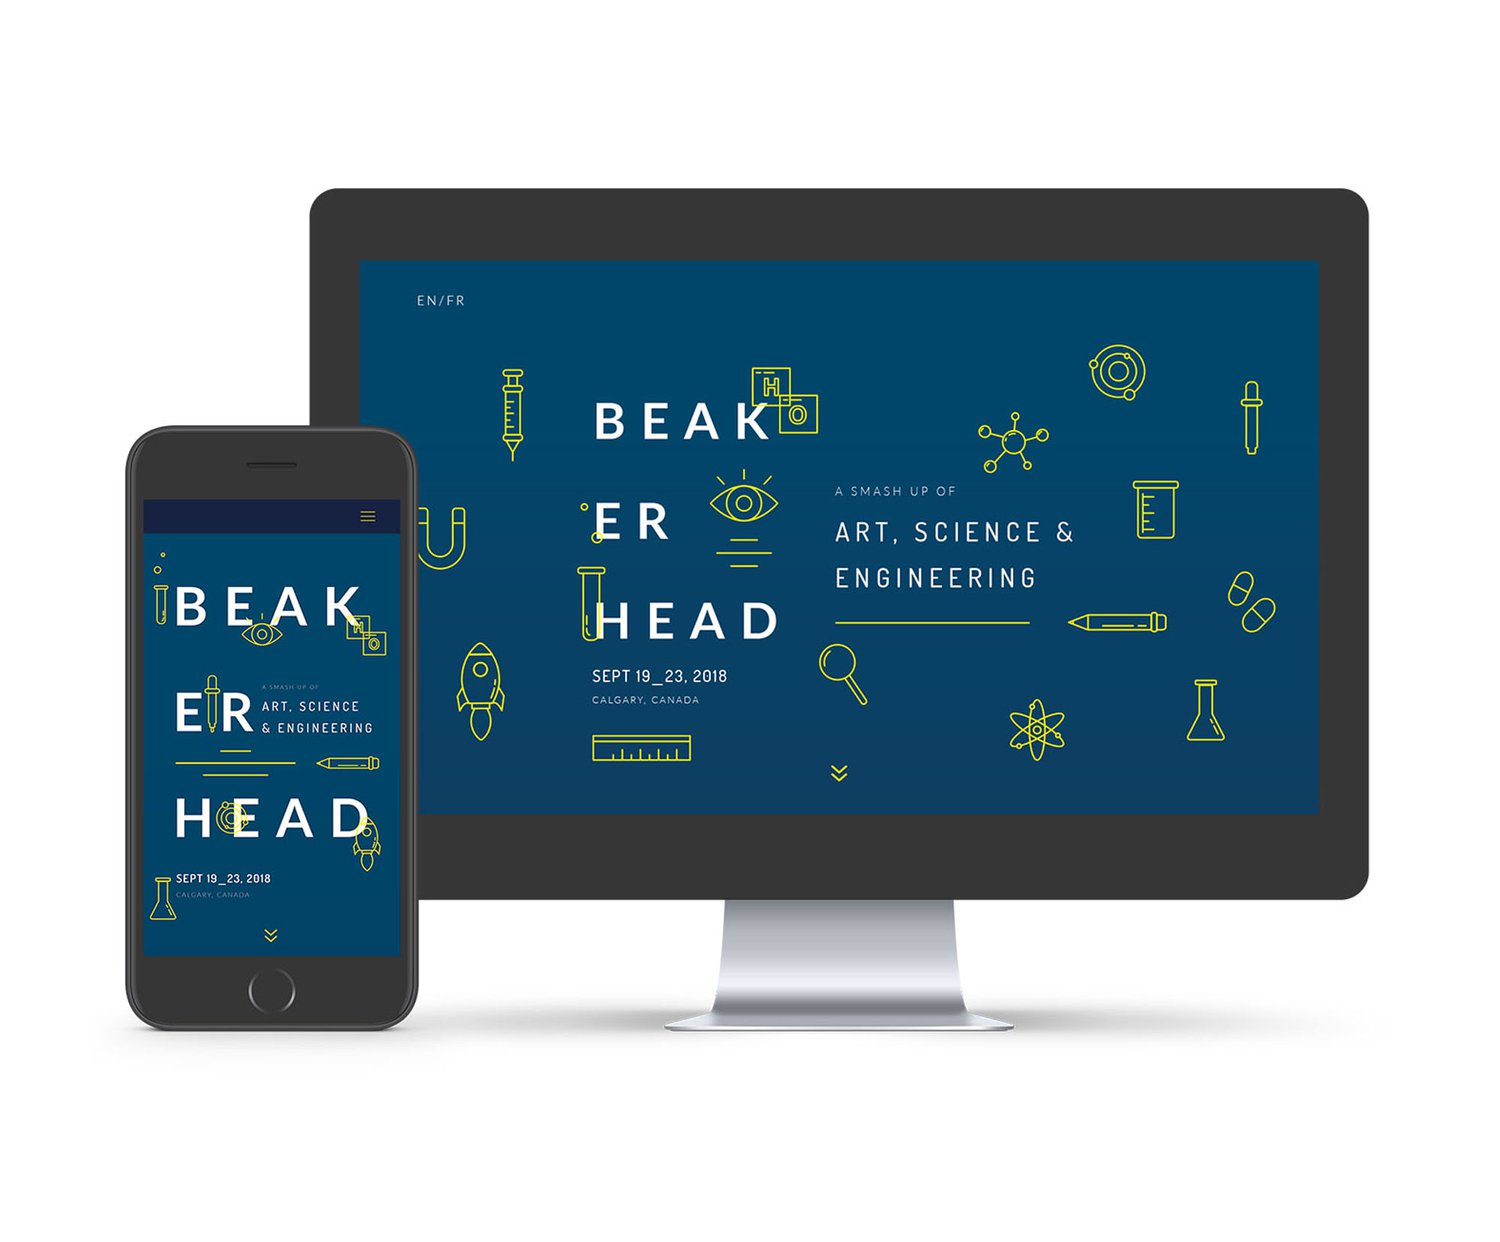 EN/FR
BEAK
H
O
ER
HEAD
A SMASH UP OF
ART, SCIENCE &
ENGINEERING
SEPT 19_23, 2018
CALGARY, CANADA
BEAK
H
O
ER
A SMASH UP OF
ART, SCIENCE
& ENGINEERING
HEAD
SEPT 19_23, 2018
CALGARY, CANADA